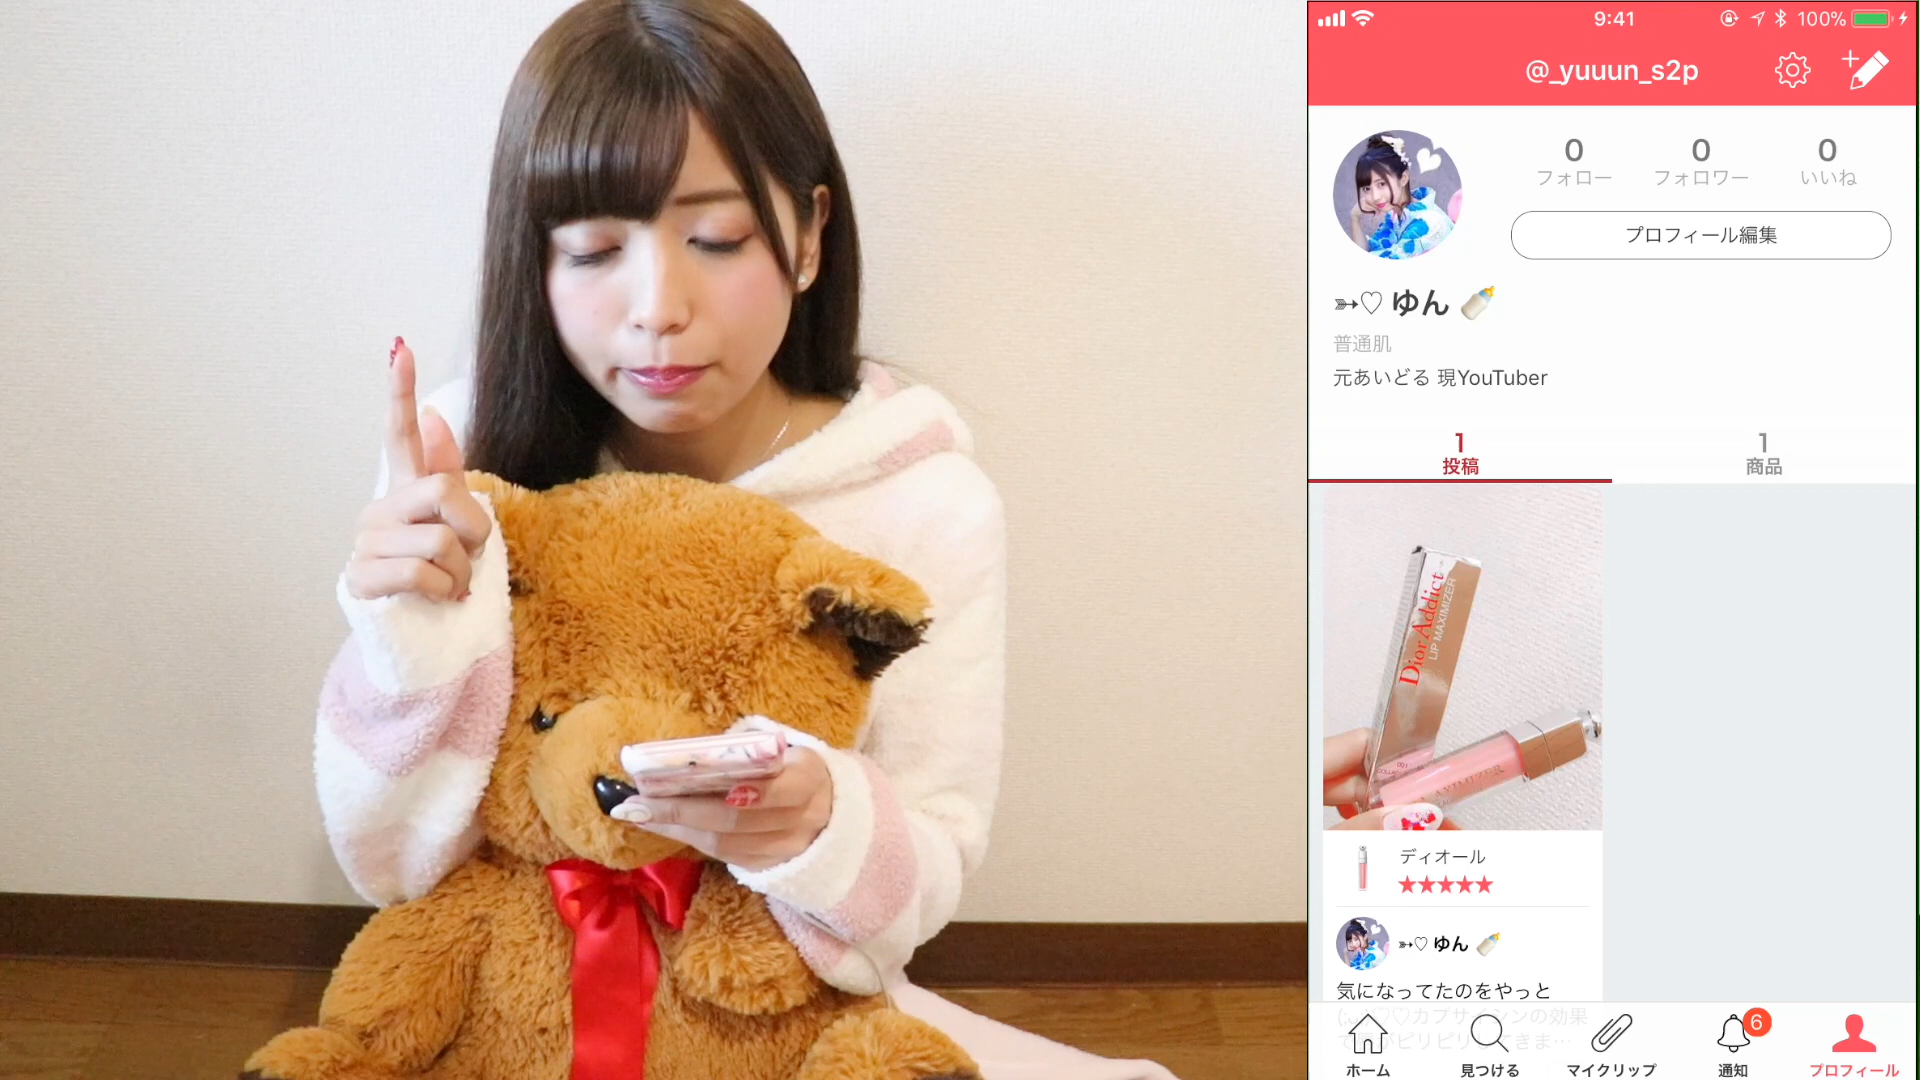 9:41
100%
@_yuuun_s2p
0
フォロー
0
フォロワー
0
いいね
プロフィール編集
➳♡ ゆん 🍼
普通肌
元あいどる 現YouTuber
1
投稿
1
商品
Dior Addict
LIP MAXIMIZER
001
ディオール
★★★★★
➳♡ ゆん 🍼
気になってたのをやっと
6
ホーム
見つける
マイクリップ
通知
プロフィール